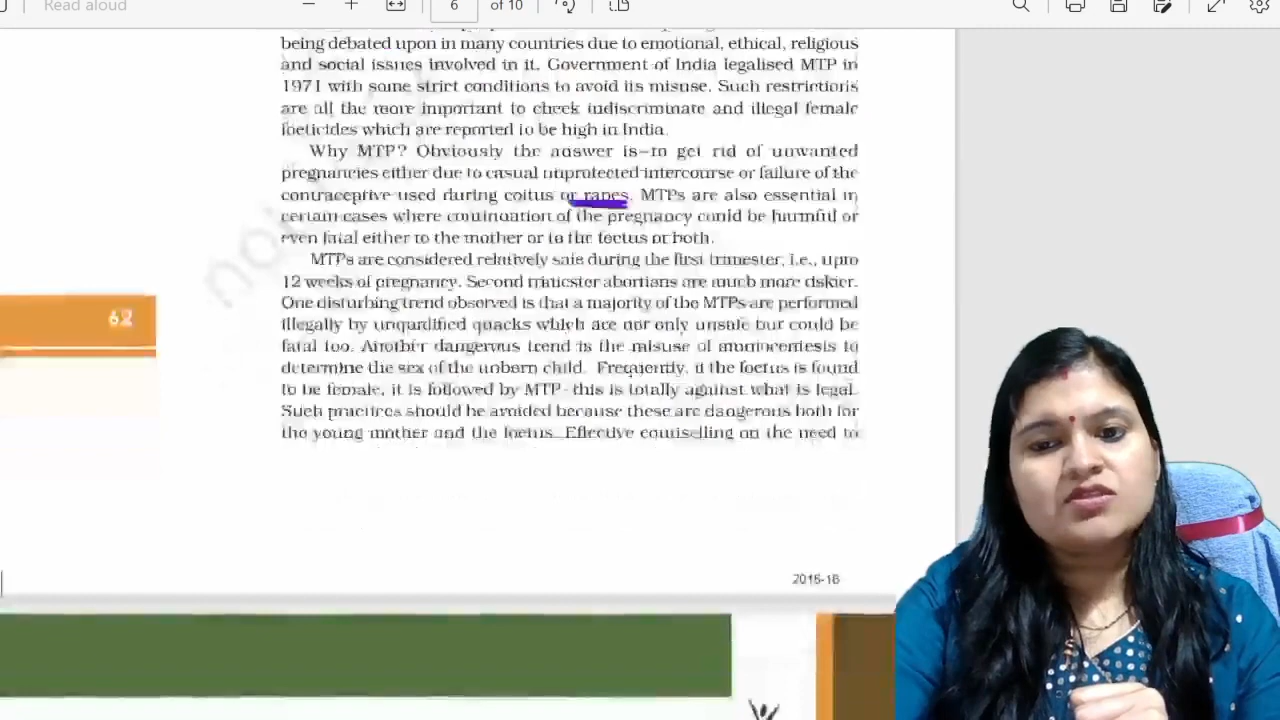 Read aloud
6 of 10
being debated upon in many countries due to emotional, ethical, religious
and social issues involved in it. Government of India legalised MTP in
1971 with some strict conditions to avoid its misuse. Such restrictions
are all the more important to check indiscriminate and illegal female
foeticides which are reported to be high in India.
Why MTP? Obviously the answer is–to get rid of unwanted
pregnancies either due to casual unprotected intercourse or failure of the
contraceptive used during coitus or rapes. MTPs are also essential in
certain cases where continuation of the pregnancy could be harmful or
even fatal either to the mother or to the foetus or both.
MTPs are considered relatively safe during the first trimester, i.e., upto
12 weeks of pregnancy. Second trimester abortions are much more riskier.
One disturbing trend observed is that a majority of the MTPs are performed
illegally by unqualified quacks which are not only unsafe but could be
fatal too. Another dangerous trend is the misuse of amniocentesis to
determine the sex of the unborn child. Frequently, if the foetus is found
to be female, it is followed by MTP- this is totally against what is legal.
Such practices should be avoided because these are dangerous both for
the young mother and the foetus. Effective counselling on the need to
62
2015-16